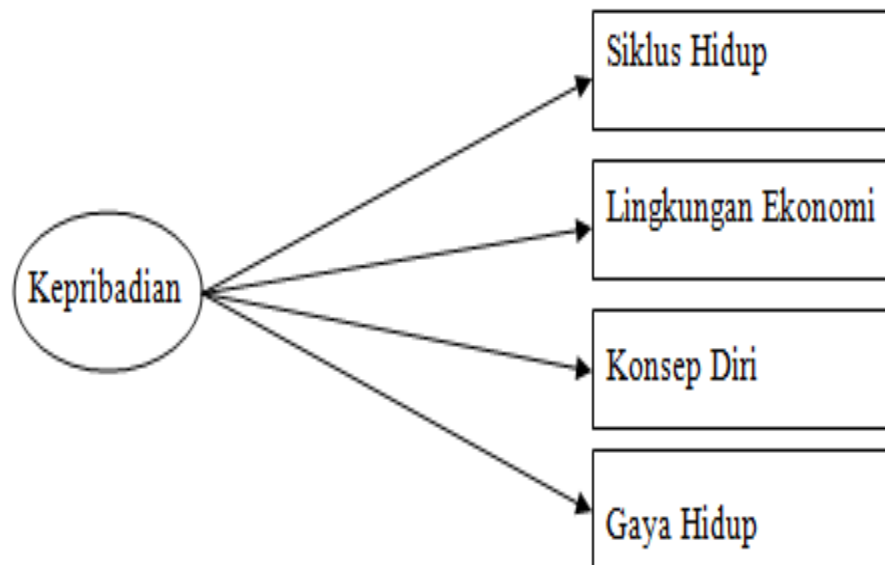 Siklus Hidup
Lingkungan Ekonomi
Kepribadian
Konsep Diri
Gaya Hidup